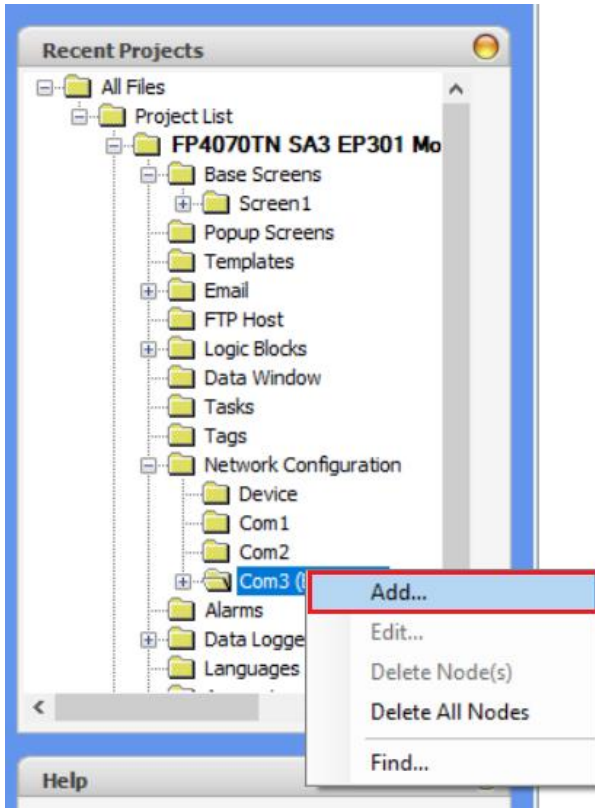 Recent Projects
All Files
Project List
FP4070TN SA3 EP301 Mo
Base Screens
Screen1
Popup Screens
Templates
Email
FTP Host
Logic Blocks
Data Window
Tasks
Tags
Network Configuration
Device
Com1
Com2
Com3 (
Add...
Alarms
Edit...
Data Logge
Delete Node(s)
Languages
Delete All Nodes
Find...
Help